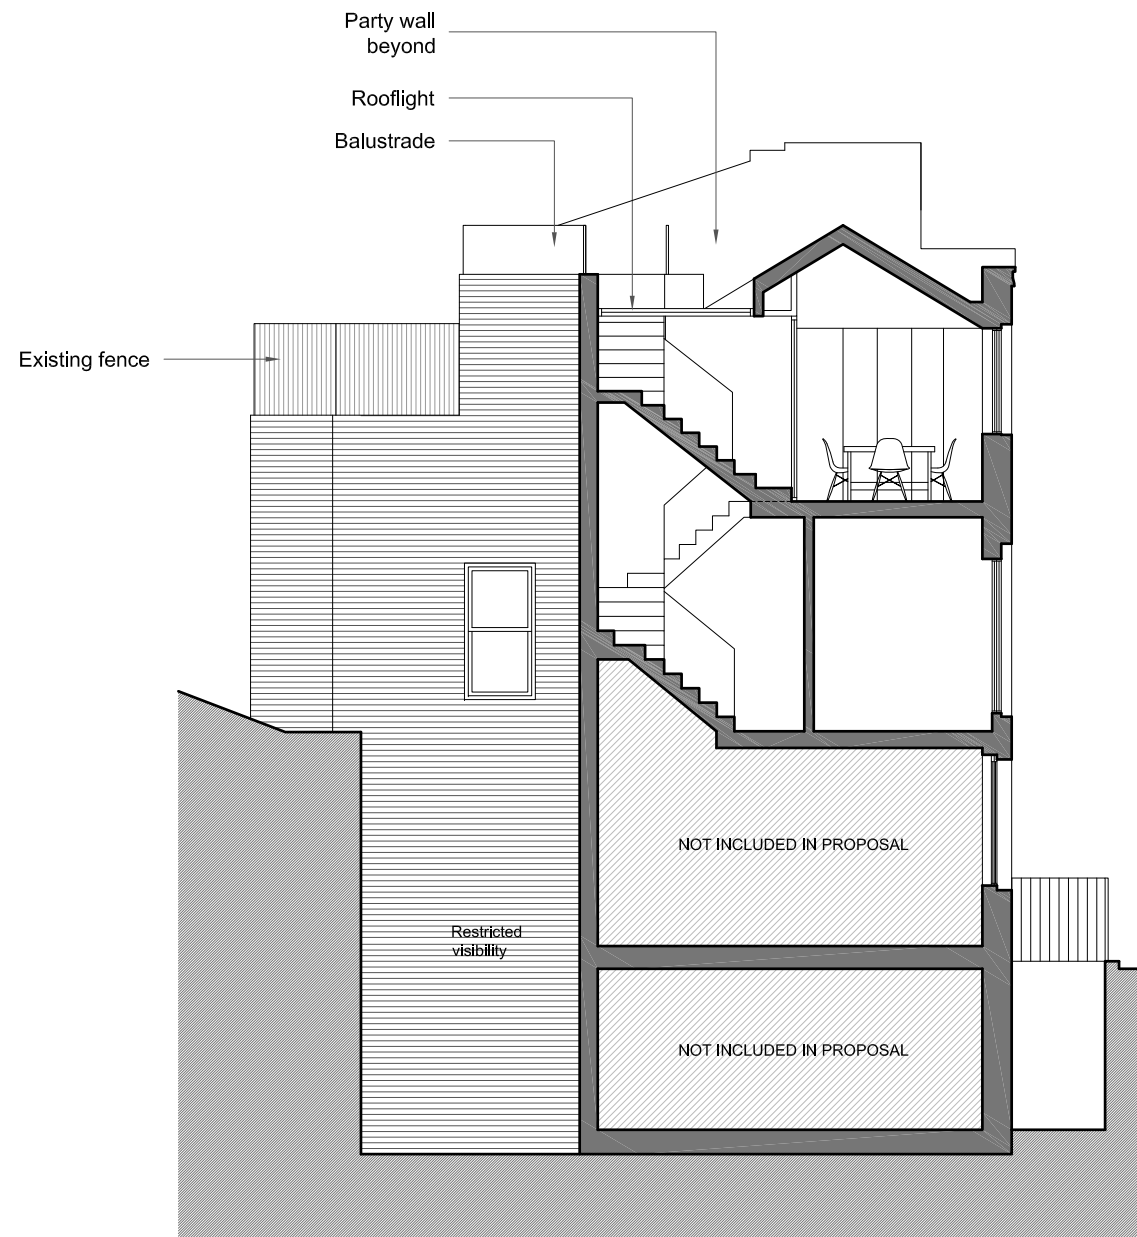 Party wall
beyond
Rooflight
Balustrade
Existing fence
NOT INCLUDED IN PROPOSAL
Restricted
visibility
NOT INCLUDED IN PROPOSAL